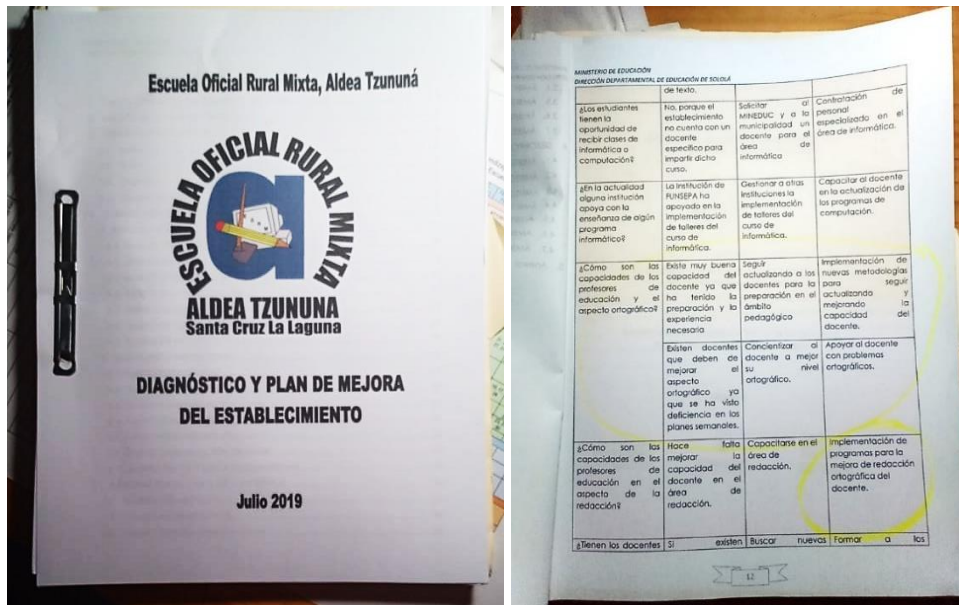 Escuela Oficial Rural Mixta, Aldea Tzununá
ESCUELA OFICIAL RURAL MIXTA
ALDEA TZUNUNA
Santa Cruz La Laguna
DIAGNÓSTICO Y PLAN DE MEJORA
DEL ESTABLECIMIENTO
Julio 2019
MINISTERIO DE EDUCACIÓN
DIRECCIÓN DEPARTAMENTAL DE EDUCACIÓN DE SOLOLÁ
de texto.
¿Los estudiantes
tienen la
oportunidad de
recibir clases de
informática o
computación?
No, porque el
establecimiento
no cuenta con un
docente
específico para
impartir dicho
curso.
Solicitar al
MINEDUC y a la
municipalidad un
docente para el
área de
informática
Contratación de
personal
especializado en el
área de informática.
¿En la actualidad
alguna institución
apoya con la
enseñanza de algún
programa
informático?
La institución de
FUNSEPA ha
apoyado en la
implementación
de talleres del
curso de
informática.
Gestionar a otras
instituciones la
implementación
de talleres del
curso de
informática.
Capacitar al docente
en la actualización de
los programas de
computación.
¿Cómo son las
capacidades de los
profesores de
educación y el
aspecto ortográfico?
Existe muy buena
capacidad del
docente ya que
ha tenido la
preparación y la
experiencia
necesaria
Seguir
actualizando a los
docentes para la
preparación en el
ámbito
pedagógico
Implementación de
nuevas metodologías
para seguir
actualizando y
mejorando la
capacidad del
docente.
Existen docentes
que deben de
mejorar el
aspecto
ortográfico ya
que se ha visto
deficiencia en los
planes semanales.
Concientizar al
docente a mejor
su nivel
ortográfico.
Apoyar al docente
con problemas
ortográficos.
¿Cómo son las
capacidades de los
profesores de
educación en el
aspecto de la
redacción?
Hace falta
mejorar la
capacidad del
docente en el
área de
redacción.
Capacitarse en el
área de
redacción.
Implementación de
programas para la
mejora de redacción
ortográfica del
docente.
¿Tienen los docentes
Si existen
Buscar nuevos
Formar a los
12